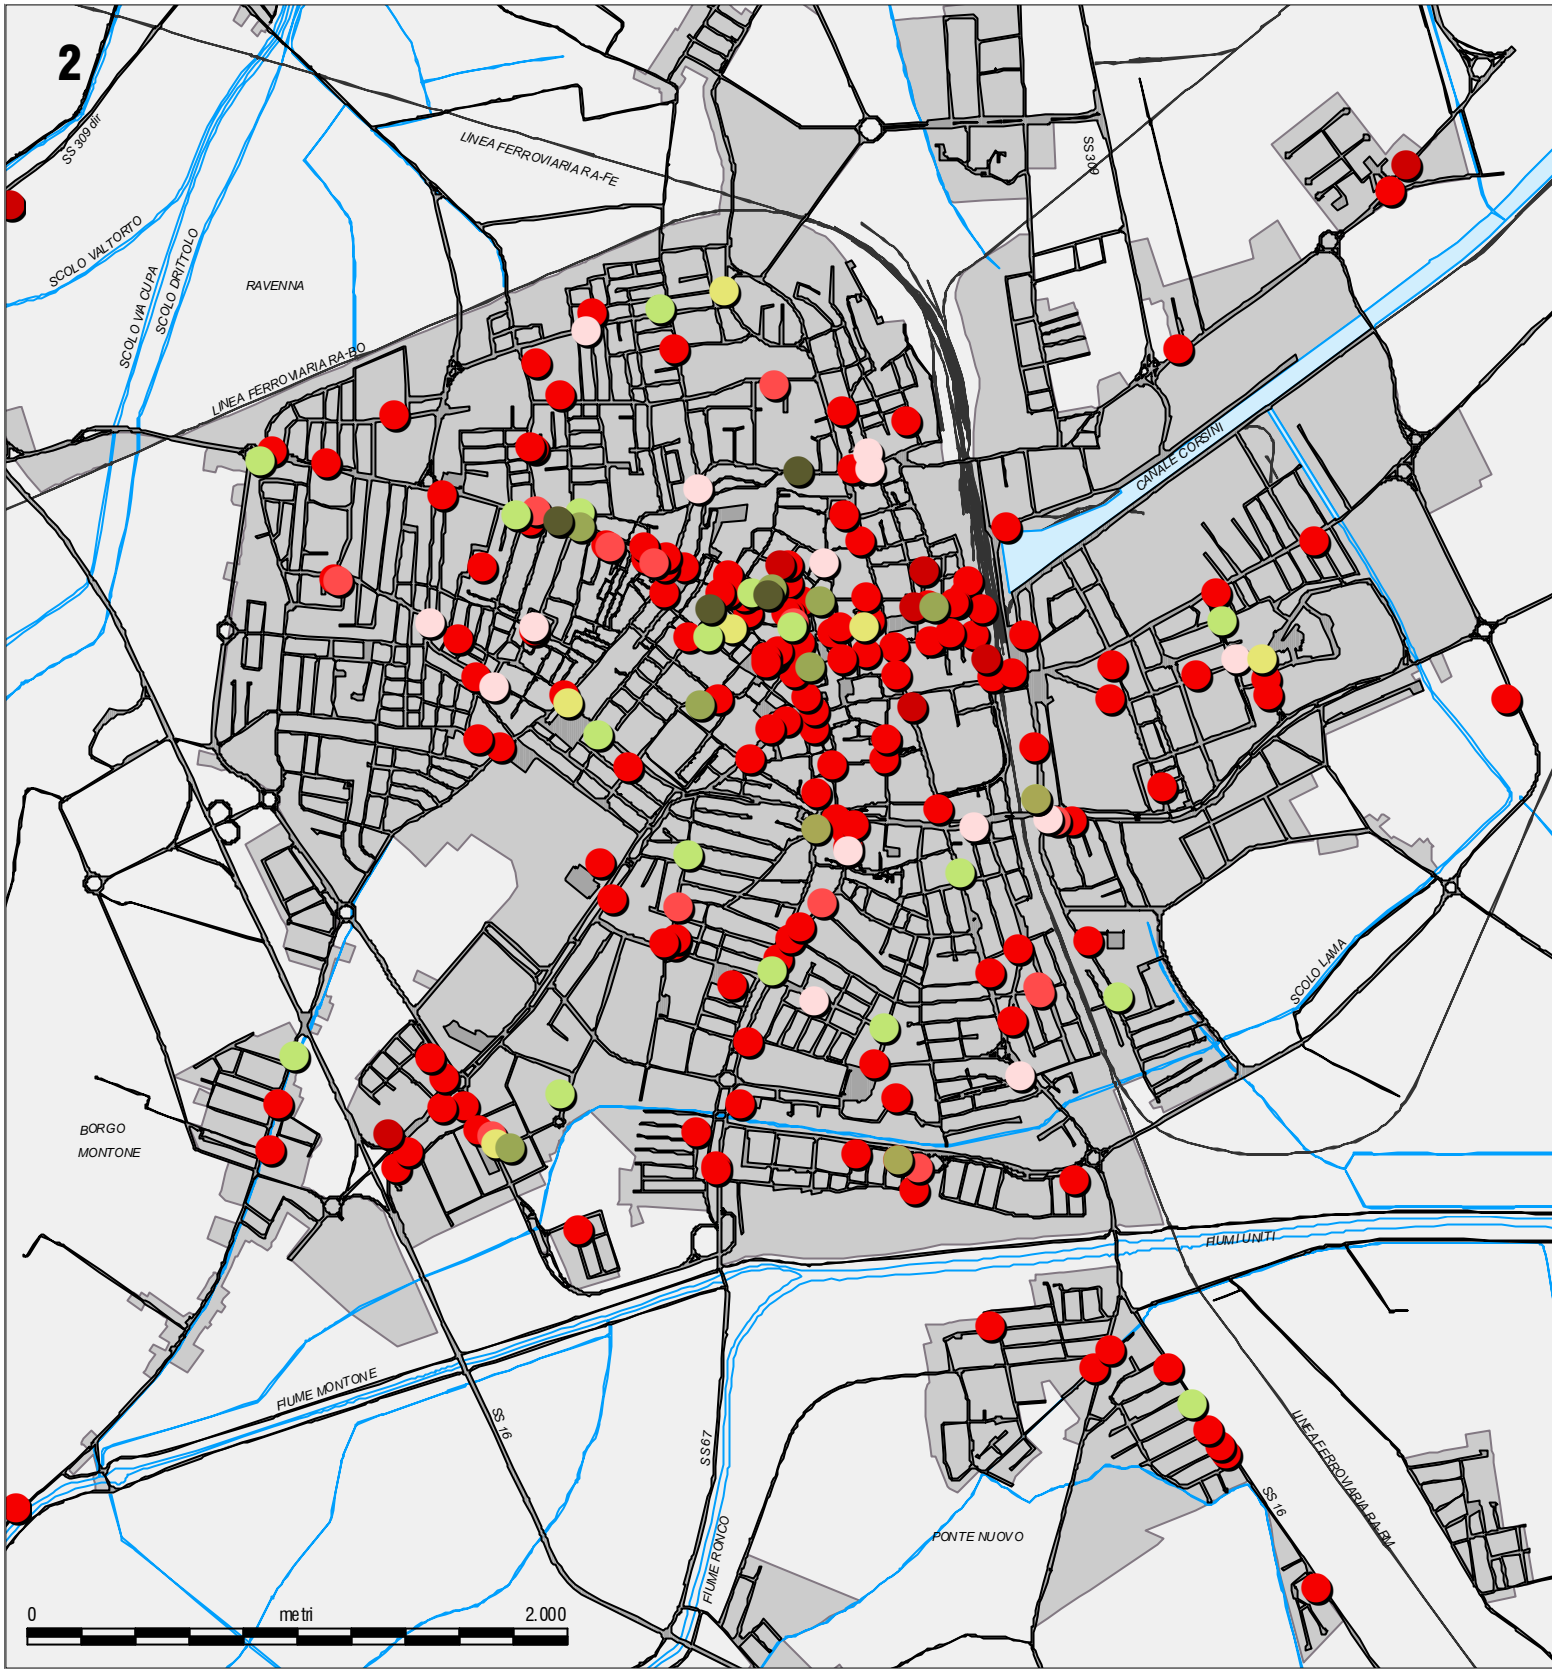 2
SS 309 dir
LINEA FERROVIARIA RA-FE
SS 309
SCOLO VALTORTO
SCOLO VIA CUPA
SCOLO DRITTOLO
RAVENNA
LINEA FERROVIARIA RA-BO
CANALE CORSINI
SCOLO LAMA
BORGO
MONTONE
FIUMI UNITI
FIUME MONTONE
SS 16
SS 67
LINEA FERROVIARIA RA-RM
SS 16
FIUME RONCO
PONTE NUOVO
0 metri 2.000